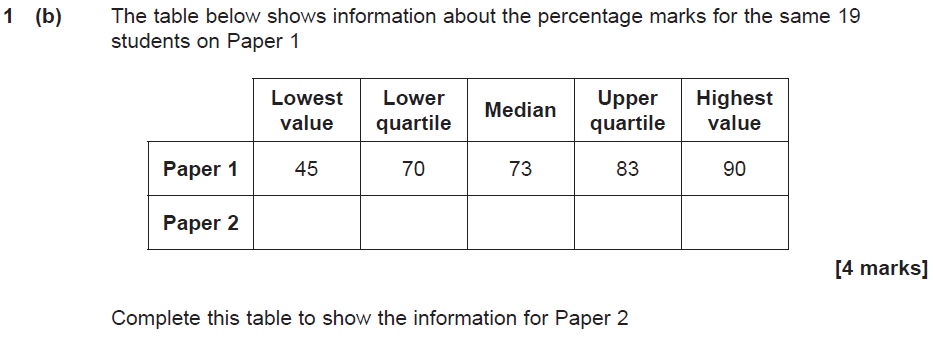 1 (b) The table below shows information about the percentage marks for the same 19
students on Paper 1
Lowest value Lower quartile Median Upper quartile Highest value
Paper 1 45 70 73 83 90
Paper 2
[4 marks]
Complete this table to show the information for Paper 2